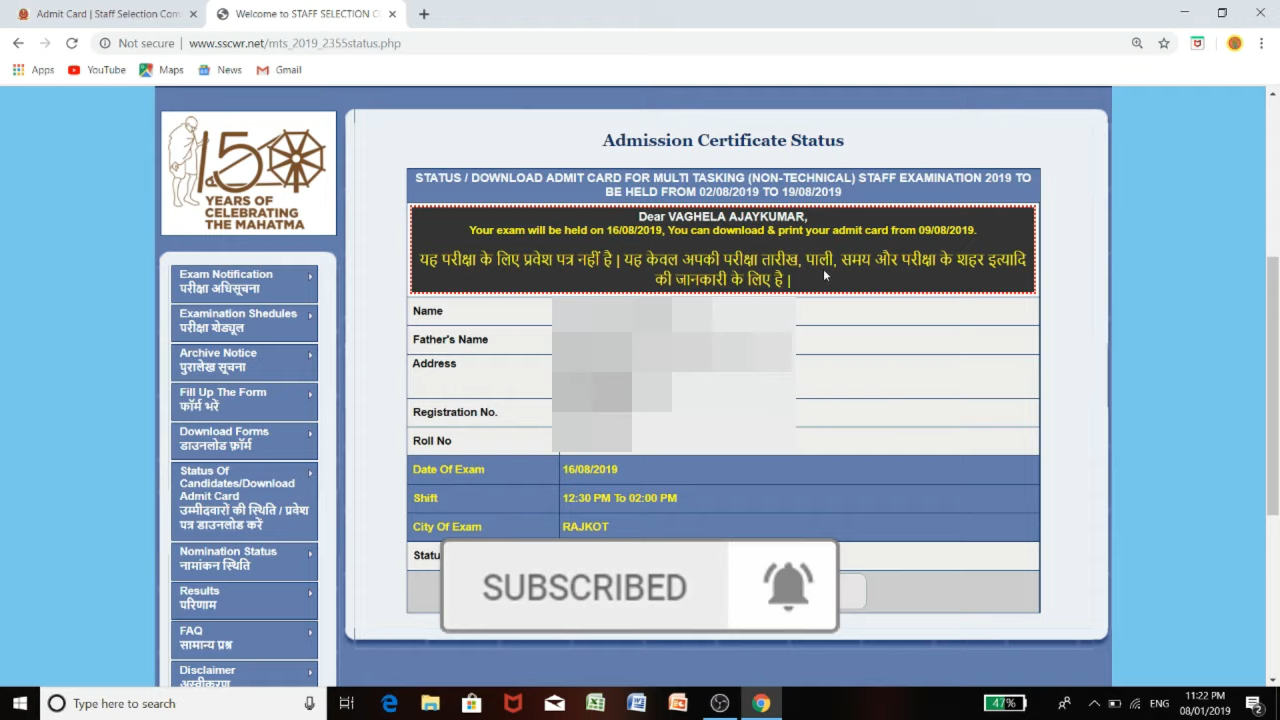 Admit Card | Staff Selection Com
Welcome to STAFF SELECTION C
Not secure | www.sscwr.net/mts_2019_2355status.php
Apps YouTube Maps News Gmail
150
YEARS OF
CELEBRATING
THE MAHATMA
Exam Notification
परीक्षा अधिसूचना
Examination Shedules
परीक्षा शेड्यूल
Archive Notice
पुरालेख सूचना
Fill Up The Form
फॉर्म भरें
Download Forms
डाउनलोड फ़ॉर्म
Status Of
Candidates/Download
Admit Card
उम्मीदवारों की स्थिति / प्रवेश
पत्र डाउनलोड करें
Nomination Status
नामांकन स्थिति
Results
परिणाम
FAQ
सामान्य प्रश्न
Disclaimer
अस्वीकरण
Admission Certificate Status
STATUS / DOWNLOAD ADMIT CARD FOR MULTI TASKING (NON-TECHNICAL) STAFF EXAMINATION 2019 TO
BE HELD FROM 02/08/2019 TO 19/08/2019
Dear VAGHELA AJAYKUMAR,
Your exam will be held on 16/08/2019, You can download & print your admit card from 09/08/2019.
यह परीक्षा के लिए प्रवेश पत्र नहीं है | यह केवल अपकी परीक्षा तारीख, पाली, समय और परीक्षा के शहर इत्यादि
की जानकारी के लिए है |
Name
Father's Name
Address
Registration No.
Roll No
Date Of Exam 16/08/2019
Shift 12:30 PM To 02:00 PM
City Of Exam RAJKOT
Statu
SUBSCRIBED
Type here to search
47%
ENG
11:22 PM
08/01/2019
2